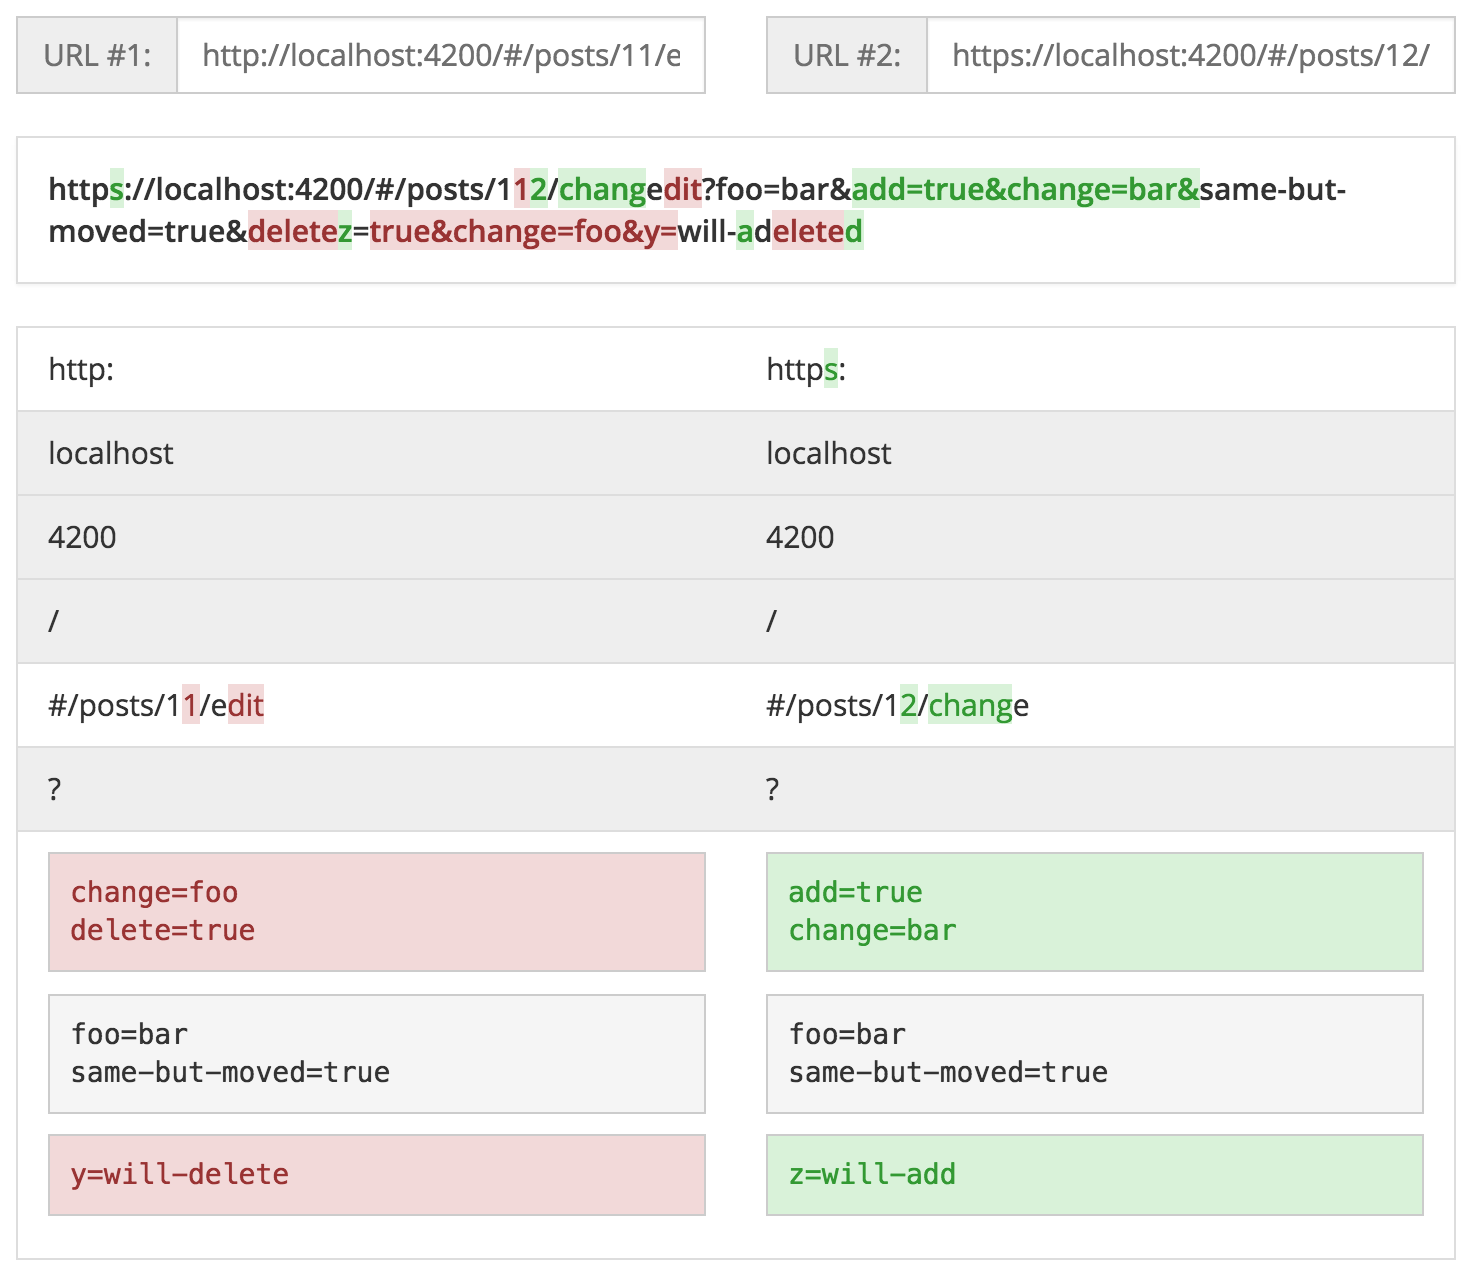 URL #1: http://localhost:4200/#/posts/11/e
URL #2: https://localhost:4200/#/posts/12/
https://localhost:4200/#/posts/112/changedit?foo=bar&add=true&change=bar&same-but-
moved=true&deletez=true&change=foo&y=will-adeleted
http: https:
localhost localhost
4200 4200
/ /
#/posts/11/edit #/posts/12/change
? ?
change=foo
delete=true
add=true
change=bar
foo=bar
same-but-moved=true
foo=bar
same-but-moved=true
y=will-delete
z=will-add